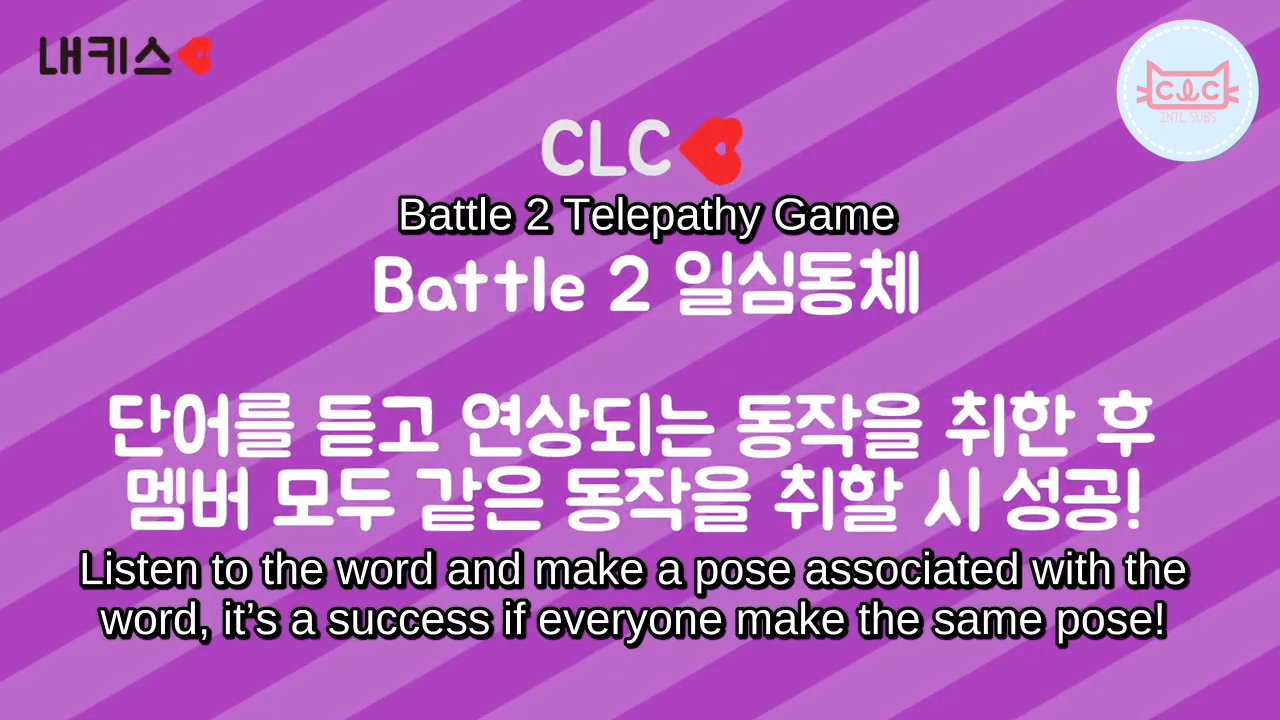 내키스
CLC
INTL SUBS
CLC
Battle 2 Telepathy Game
Battle 2 일심동체
단어를 듣고 연상되는 동작을 취한 후
멤버 모두 같은 동작을 취할 시 성공!
Listen to the word and make a pose associated with the
word, it's a success if everyone make the same pose!